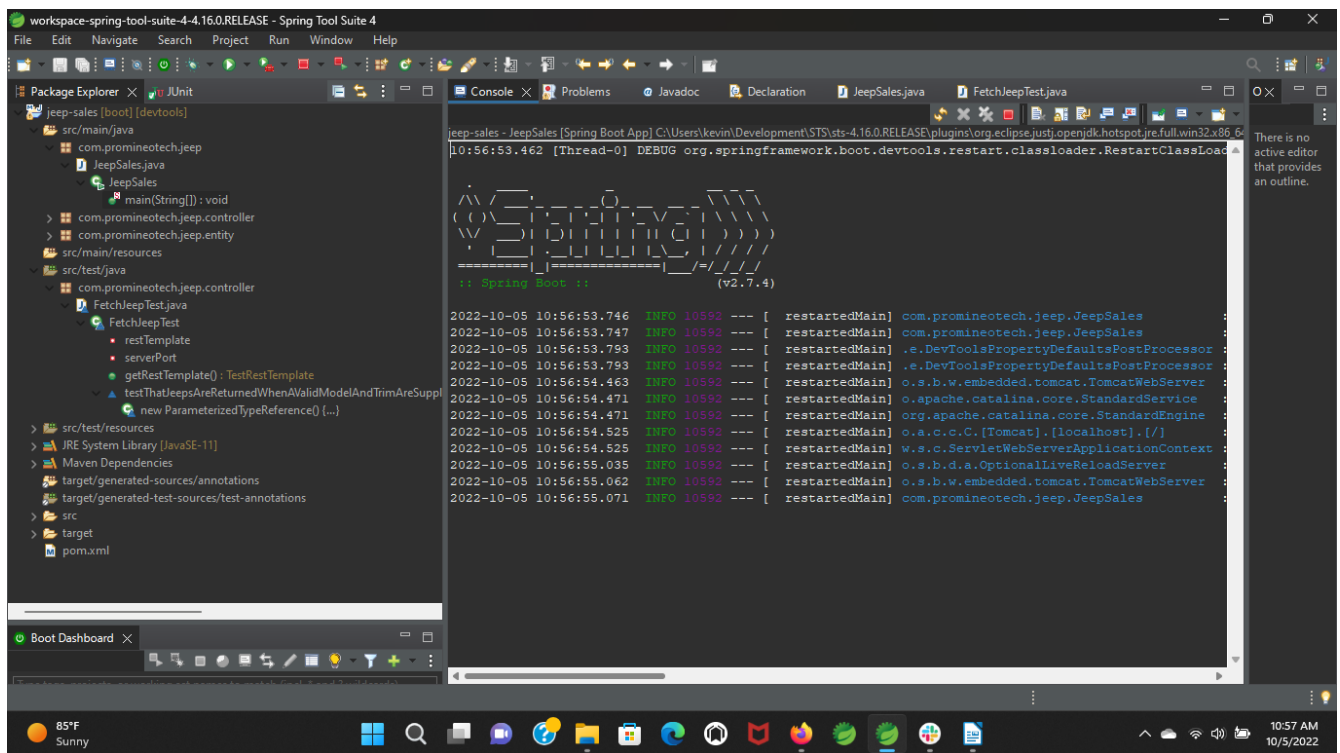 workspace-spring-tool-suite-4-4.16.0.RELEASE - Spring Tool Suite 4
File Edit Navigate Search Project Run Window Help
Package Explorer JUnit
jeep-sales [boot] [devtools]
src/main/java
com.promineotech.jeep
JeepSales.java
JeepSales
main(String[]) : void
com.promineotech.jeep.controller
com.promineotech.jeep.entity
src/main/resources
src/test/java
com.promineotech.jeep.controller
FetchJeepTest.java
FetchJeepTest
restTemplate
serverPort
getRestTemplate() : TestRestTemplate
testThatJeepsAreReturnedWhenAValidModelAndTrimAreSuppl
new ParameterizedTypeReference() {...}
src/test/resources
JRE System Library [JavaSE-11]
Maven Dependencies
target/generated-sources/annotations
target/generated-test-sources/test-annotations
src
target
pom.xml
Boot Dashboard
Console Problems Javadoc Declaration JeepSales.java FetchJeepTest.java
jeep-sales - JeepSales [Spring Boot App] C:\Users\kevin\Development\STS\sts-4.16.0.RELEASE\plugins\org.eclipse.justj.openjdk.hotspot.jre.full.win32.x86_64
10:56:53.462 [Thread-0] DEBUG org.springframework.boot.devtools.restart.classloader.RestartClassLoad
Spring
:: Spring Boot :: (v2.7.4)
2022-10-05 10:56:53.746 INFO 10592 --- [ restartedMain] com.promineotech.jeep.JeepSales :
2022-10-05 10:56:53.747 INFO 10592 --- [ restartedMain] com.promineotech.jeep.JeepSales :
2022-10-05 10:56:53.793 INFO 10592 --- [ restartedMain] .e.DevToolsPropertyDefaultsPostProcessor :
2022-10-05 10:56:53.793 INFO 10592 --- [ restartedMain] .e.DevToolsPropertyDefaultsPostProcessor :
2022-10-05 10:56:54.463 INFO 10592 --- [ restartedMain] o.s.b.w.embedded.tomcat.TomcatWebServer :
2022-10-05 10:56:54.471 INFO 10592 --- [ restartedMain] o.apache.catalina.core.StandardService :
2022-10-05 10:56:54.471 INFO 10592 --- [ restartedMain] org.apache.catalina.core.StandardEngine :
2022-10-05 10:56:54.525 INFO 10592 --- [ restartedMain] o.a.c.c.C.[Tomcat].[localhost].[/] :
2022-10-05 10:56:54.525 INFO 10592 --- [ restartedMain] w.s.c.ServletWebServerApplicationContext :
2022-10-05 10:56:55.035 INFO 10592 --- [ restartedMain] o.s.b.d.a.OptionalLiveReloadServer :
2022-10-05 10:56:55.062 INFO 10592 --- [ restartedMain] o.s.b.w.embedded.tomcat.TomcatWebServer :
2022-10-05 10:56:55.071 INFO 10592 --- [ restartedMain] com.promineotech.jeep.JeepSales :
There is no
active editor
that provides
an outline.
85°F
Sunny
10:57 AM
10/5/2022